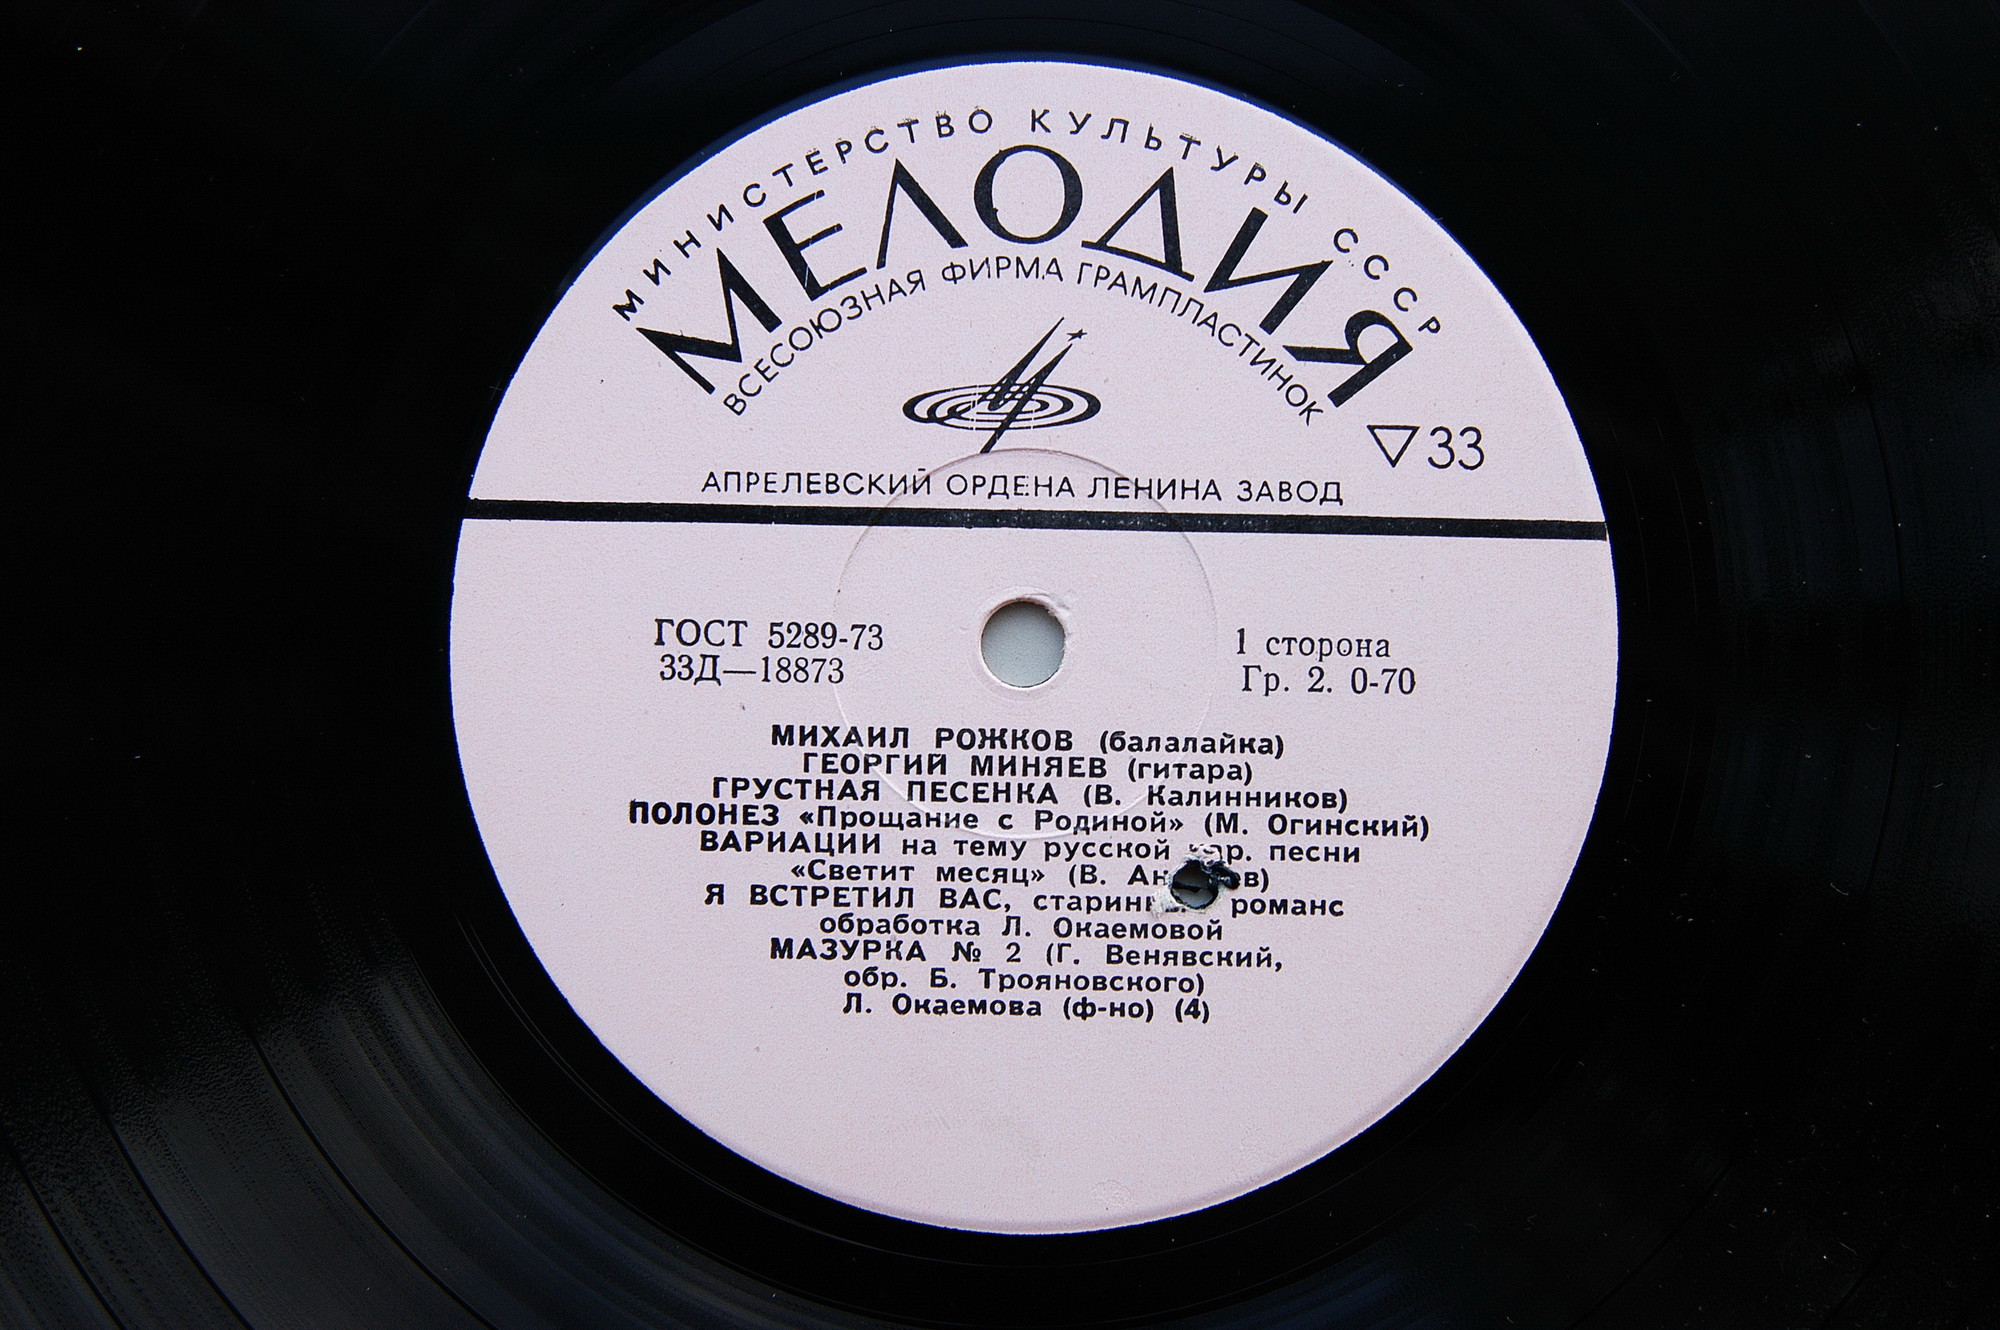 МИНИСТЕРСТВО КУЛЬТУРЫ СССР
МЕЛОДИЯ
ВСЕСОЮЗНАЯ ФИРМА ГРАМПЛАСТИНОК
33
АПРЕЛЕВСКИЙ ОРДЕНА ЛЕНИНА ЗАВОД
ГОСТ 5289-73
33Д—18873
1 сторона
Гр. 2. 0-70
МИХАИЛ РОЖКОВ (балалайка)
ГЕОРГИЙ МИНЯЕВ (гитара)
ГРУСТНАЯ ПЕСЕНКА (В. Калинников)
ПОЛОНЕЗ «Прощание с Родиной» (М. Огинский)
ВАРИАЦИИ на тему русской песни
«Светит месяц» (В.
Я ВСТРЕТИЛ ВАС, романс
обработка Л. Окаемовой
МАЗУРКА № 2 (Г. Венявский,
обр. Б. Трояновского)
Л. Окаемова (ф-но) (4)